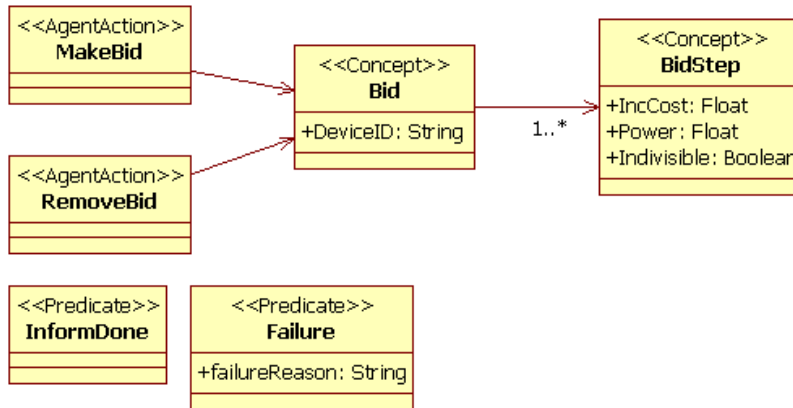 <<AgentAction>>
MakeBid
<<Concept>>
Bid
+DeviceID: String
<<Concept>>
BidStep
+IncCost: Float
+Power: Float
+Indivisible: Boolean
1..*
<<AgentAction>>
RemoveBid
<<Predicate>>
InformDone
<<Predicate>>
Failure
+failureReason: String